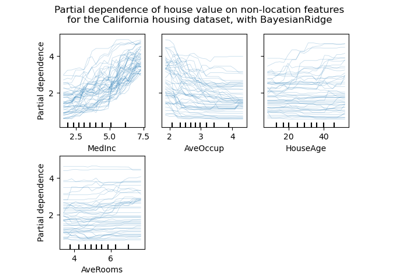 Partial dependence of house value on non-location features
for the California housing dataset, with BayesianRidge
Partial dependence
4
2
2.5
5.0
7.5
MedInc
2
3
4
AveOccup
20
40
HouseAge
Partial dependence
4
2
4
6
AveRooms